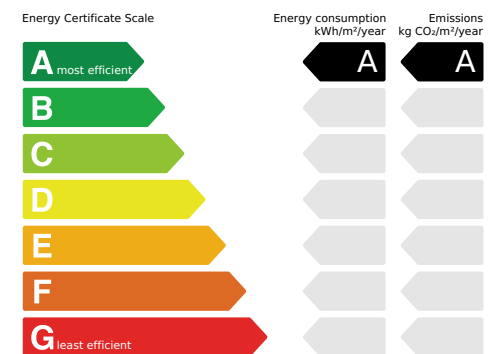 Energy Certificate Scale
Energy consumption
kWh/m²/year
Emissions
kg CO₂/m²/year
A most efficient
A
A
B
C
D
E
F
G least efficient